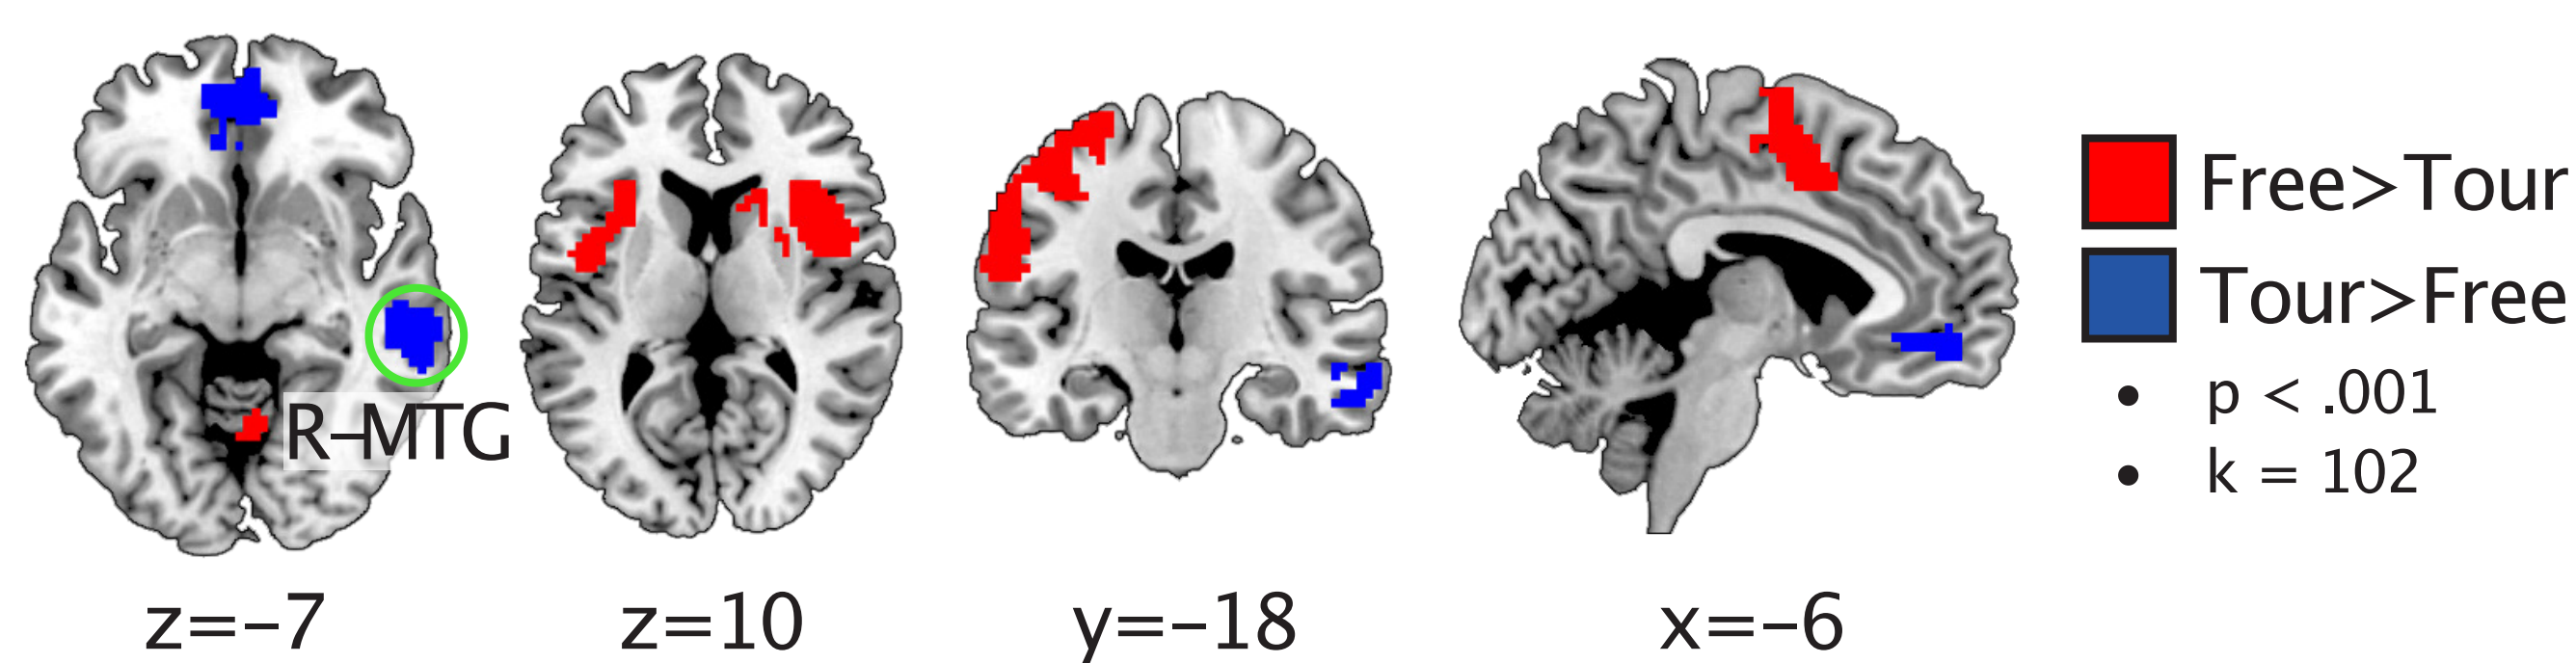 R–MTG
z=–7
z=10
y=–18
x=–6
Free>Tour
Tour>Free
• p < .001
• k = 102